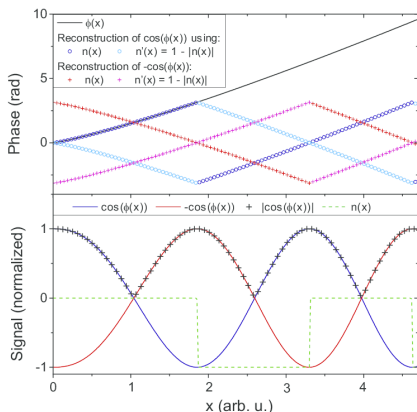 10
5
0
Phase (rad)
ϕ(x)
Reconstruction of cos(ϕ(x)) using:
n(x) n'(x) = 1 - |n(x)|
Reconstruction of -cos(ϕ(x)):
n(x) n'(x) = 1 - |n(x)|
cos(ϕ(x)) -cos(ϕ(x)) |cos(ϕ(x))| n(x)
1
0
-1
Signal (normalized)
0 1 2 3 4
x (arb. u.)